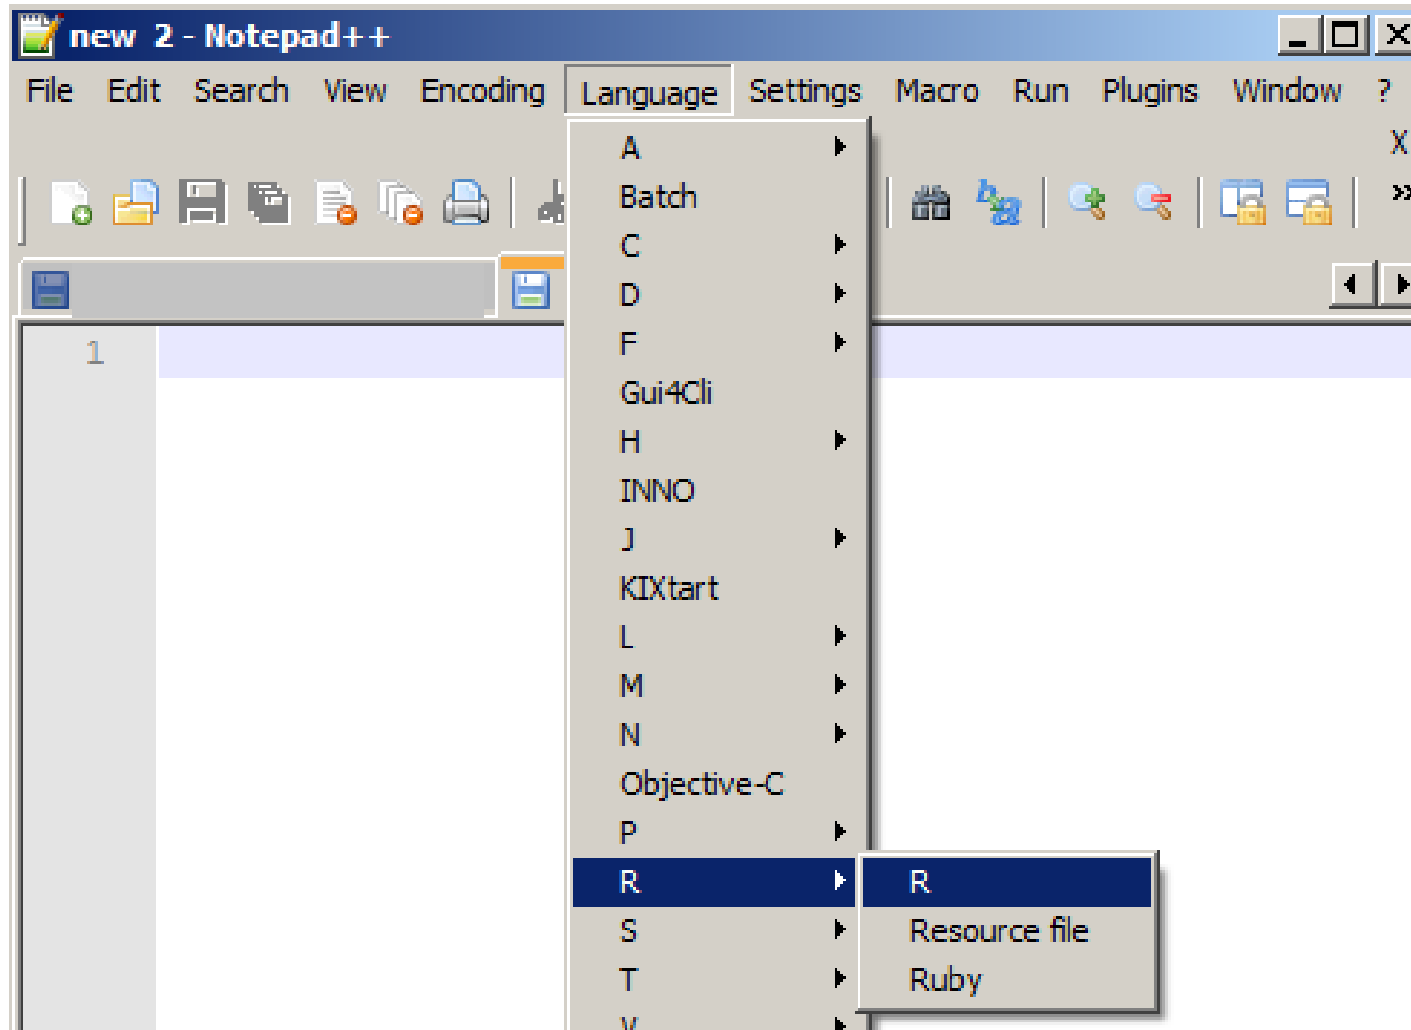 new 2 - Notepad++
File Edit Search View Encoding Language Settings Macro Run Plugins Window ?
X
A
Batch
C
D
F
1
Gui4Cli
H
INNO
J
KIXtart
L
M
N
Objective-C
P
R R
S Resource file
T Ruby
V